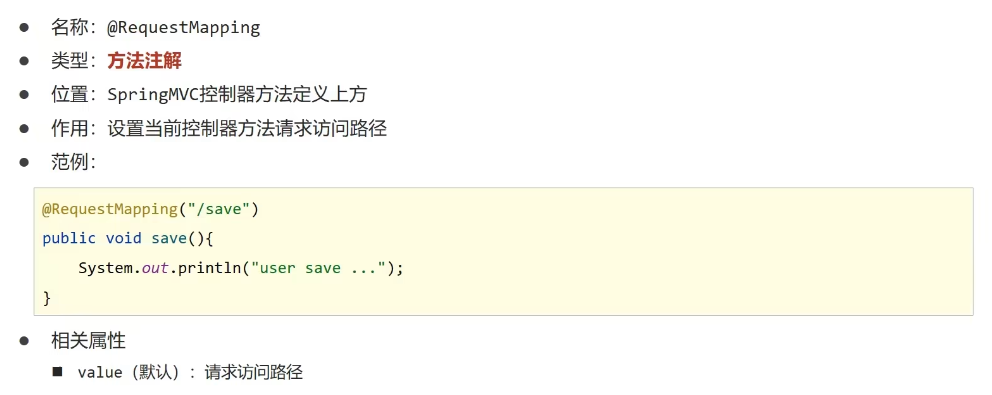 ● 名称：@RequestMapping
● 类型：方法注解
● 位置：SpringMVC控制器方法定义上方
● 作用：设置当前控制器方法请求访问路径
● 范例：
@RequestMapping("/save")
public void save(){
    System.out.println("user save ...");
}
● 相关属性
■ value（默认）：请求访问路径